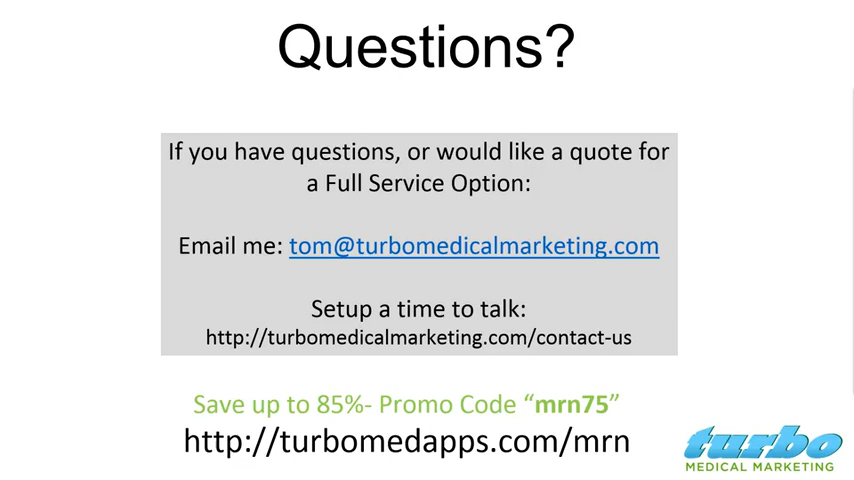 Questions?
If you have questions, or would like a quote for
a Full Service Option:
Email me: tom@turbomedicalmarketing.com
Setup a time to talk:
http://turbomedicalmarketing.com/contact-us
Save up to 85%- Promo Code “mrn75”
http://turbomedapps.com/mrn
turbo
MEDICAL MARKETING